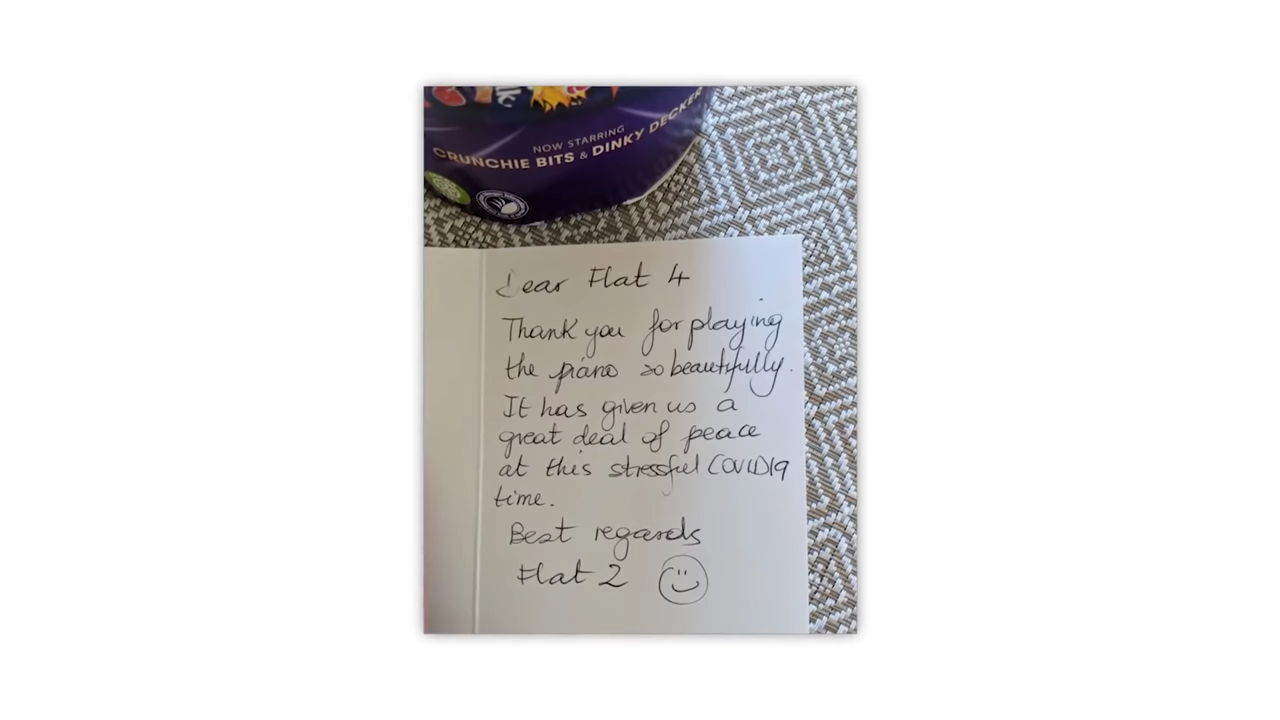 NOW STARRING
CRUNCHIE BITS & DINKY DECKER
Dear Flat 4
Thank you for playing
the piano so beautifully.
It has given us a
great deal of peace
at this stressful COVID19
time.
Best regards
Flat 2